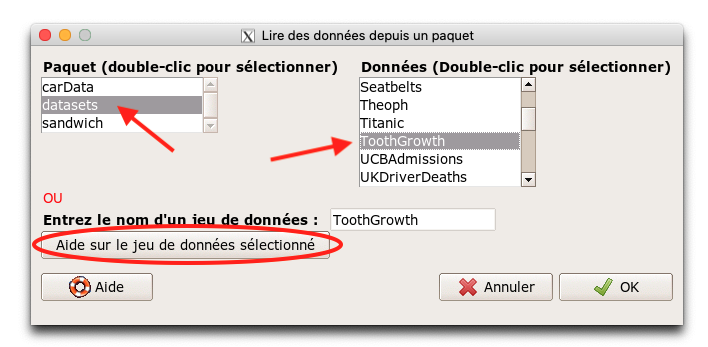 Lire des données depuis un paquet
Paquet (double-clic pour sélectionner)
carData
datasets
sandwich
Données (Double-clic pour sélectionner)
Seatbelts
Theoph
Titanic
ToothGrowth
UCBAdmissions
UKDriverDeaths
OU
Entrez le nom d'un jeu de données : ToothGrowth
Aide sur le jeu de données sélectionné
Aide Annuler OK